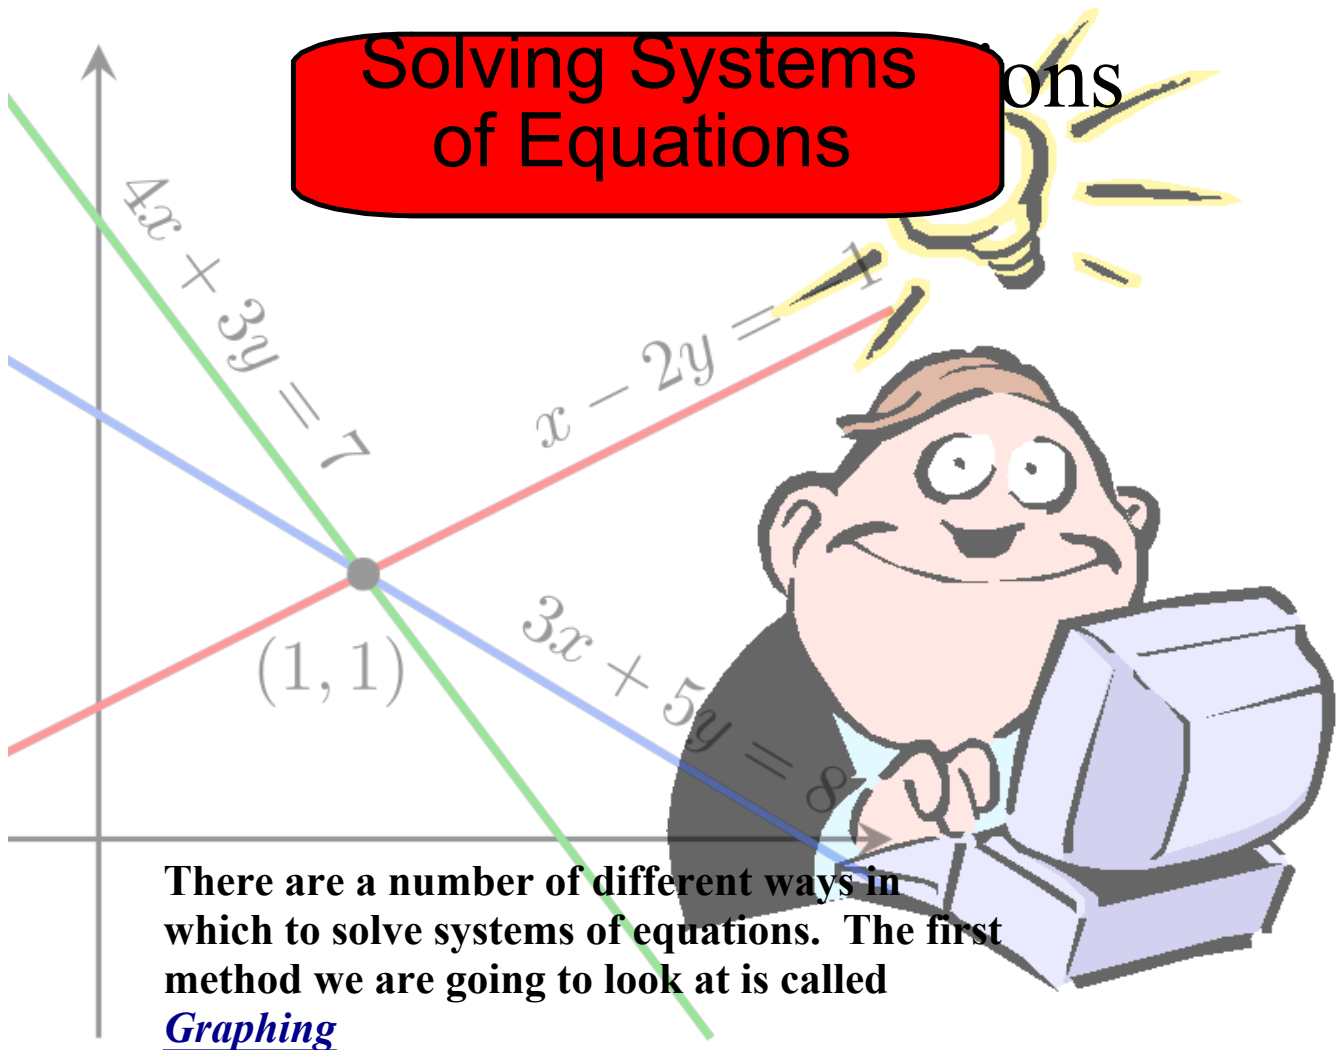 Solving Systems
of Equations
ons
4x + 3y = 7
x − 2y = 1
(1, 1)
3x + 5y = 8
There are a number of different ways in
which to solve systems of equations. The first
method we are going to look at is called
Graphing